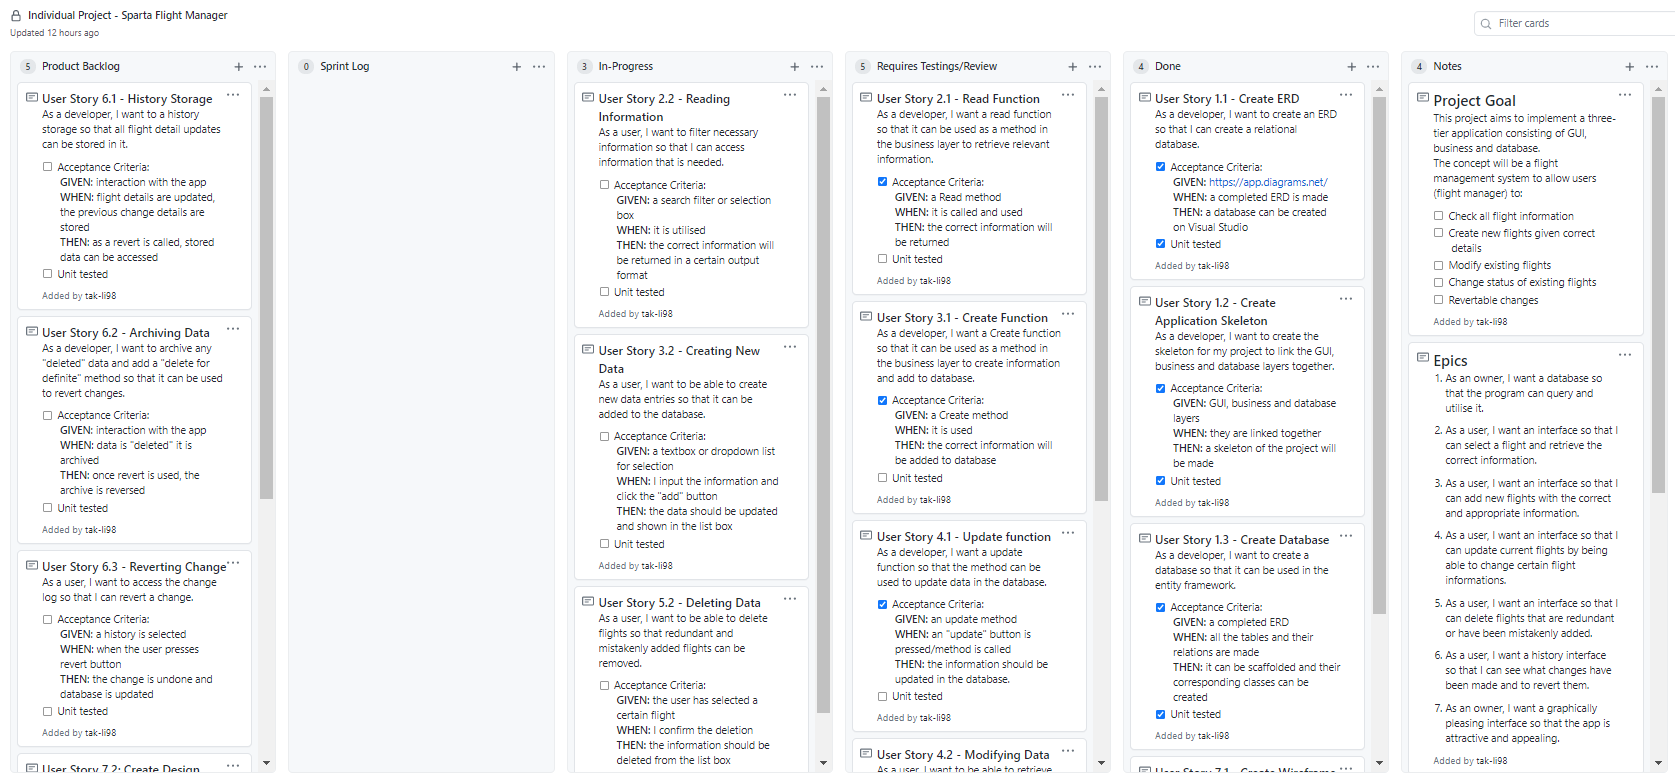 Individual Project - Sparta Flight Manager
Updated 12 hours ago
Filter cards
5 Product Backlog
User Story 6.1 - History Storage
As a developer, I want to a history
storage so that all flight detail updates
can be stored in it.
Acceptance Criteria:
GIVEN: interaction with the app
WHEN: flight details are updated,
the previous change details are
stored
THEN: as a revert is called, stored
data can be accessed
Unit tested
Added by tak-li98
User Story 6.2 - Archiving Data
As a developer, I want to archive any
"deleted" data and add a "delete for
definite" method so that it can be used
to revert changes.
Acceptance Criteria:
GIVEN: interaction with the app
WHEN: data is "deleted" it is
archived
THEN: once revert is used, the
archive is reversed
Unit tested
Added by tak-li98
User Story 6.3 - Reverting Change
As a user, I want to access the change
log so that I can revert a change.
Acceptance Criteria:
GIVEN: a history is selected
WHEN: when the user presses
revert button
THEN: the change is undone and
database is updated
Unit tested
Added by tak-li98
User Story 7.2: Create Design
0 Sprint Log
3 In-Progress
User Story 2.2 - Reading
Information
As a user, I want to filter necessary
information so that I can access
information that is needed.
Acceptance Criteria:
GIVEN: a search filter or selection
box
WHEN: it is utilised
THEN: the correct information will
be returned in a certain output
format
Unit tested
Added by tak-li98
User Story 3.2 - Creating New
Data
As a user, I want to be able to create
new data entries so that it can be
added to the database.
Acceptance Criteria:
GIVEN: a textbox or dropdown list
for selection
WHEN: I input the information and
click the "add" button
THEN: the data should be updated
and shown in the list box
Unit tested
Added by tak-li98
User Story 5.2 - Deleting Data
As a user, I want to be able to delete
flights so that redundant and
mistakenly added flights can be
removed.
Acceptance Criteria:
GIVEN: the user has selected a
certain flight
WHEN: I confirm the deletion
THEN: the information should be
deleted from the list box
5 Requires Testings/Review
User Story 2.1 - Read Function
As a developer, I want a read function
so that it can be used as a method in
the business layer to retrieve relevant
information.
Acceptance Criteria:
GIVEN: a Read method
WHEN: it is called and used
THEN: the correct information will
be returned
Unit tested
Added by tak-li98
User Story 3.1 - Create Function
As a developer, I want a Create function
so that it can be used as a method in
the business layer to create information
and add to database.
Acceptance Criteria:
GIVEN: a Create method
WHEN: it is used
THEN: the correct information will
be added to database
Unit tested
Added by tak-li98
User Story 4.1 - Update function
As a developer, I want a update
function so that the method can be
used to update data in the database.
Acceptance Criteria:
GIVEN: an update method
WHEN: an "update" button is
pressed/method is called
THEN: the information should be
updated in the database.
Unit tested
Added by tak-li98
User Story 4.2 - Modifying Data
As a user, I want to be able to retrieve
4 Done
User Story 1.1 - Create ERD
As a developer, I want to create an ERD
so that I can create a relational
database.
Acceptance Criteria:
GIVEN: https://app.diagrams.net/
WHEN: a completed ERD is made
THEN: a database can be created
on Visual Studio
Unit tested
Added by tak-li98
User Story 1.2 - Create
Application Skeleton
As a developer, I want to create the
skeleton for my project to link the GUI,
business and database layers together.
Acceptance Criteria:
GIVEN: GUI, business and database
layers
WHEN: they are linked together
THEN: a skeleton of the project will
be made
Unit tested
Added by tak-li98
User Story 1.3 - Create Database
As a developer, I want to create a
database so that it can be used in the
entity framework.
Acceptance Criteria:
GIVEN: a completed ERD
WHEN: all the tables and their
relations are made
THEN: it can be scaffolded and their
corresponding classes can be
created
Unit tested
Added by tak-li98
User Story 7.1 - Create Wireframe
4 Notes
Project Goal
This project aims to implement a three-
tier application consisting of GUI,
business and database.
The concept will be a flight
management system to allow users
(flight manager) to:
Check all flight information
Create new flights given correct
details
Modify existing flights
Change status of existing flights
Revertable changes
Added by tak-li98
Epics
1. As an owner, I want a database so
that the program can query and
utilise it.
2. As a user, I want an interface so that I
can select a flight and retrieve the
correct information.
3. As a user, I want an interface so that I
can add new flights with the correct
and appropriate information.
4. As a user, I want an interface so that I
can update current flights by being
able to change certain flight
informations.
5. As a user, I want an interface so that I
can delete flights that are redundant
or have been mistakenly added.
6. As a user, I want a history interface
so that I can see what changes have
been made and to revert them.
7. As an owner, I want a graphically
pleasing interface so that the app is
attractive and appealing.
Added by tak-li98